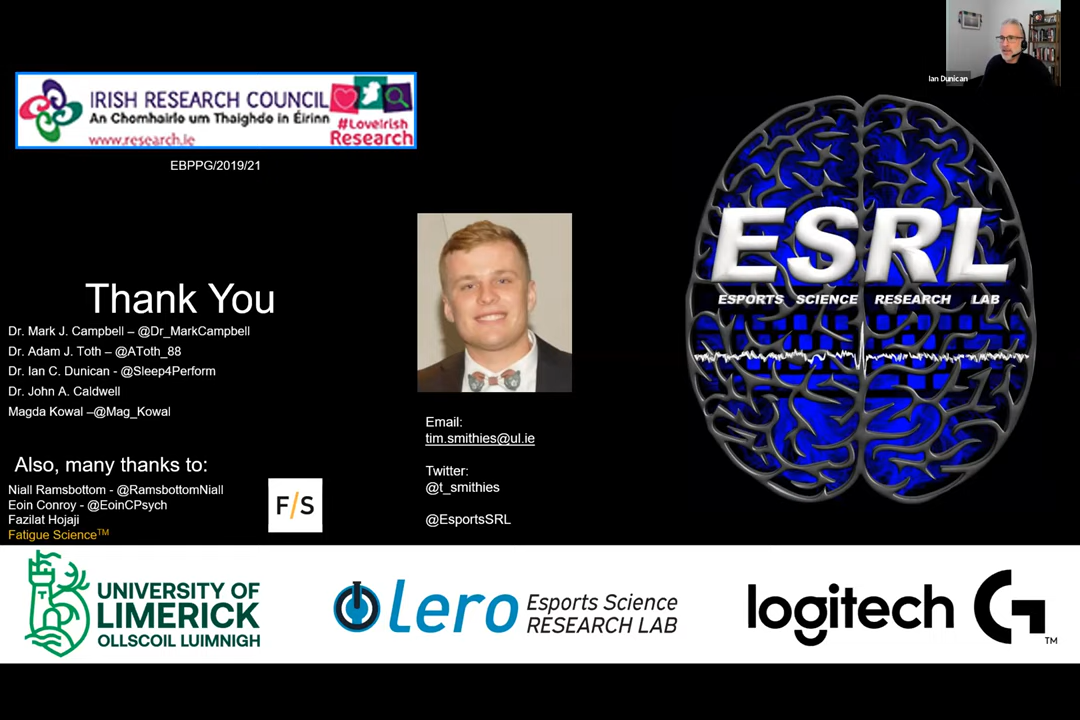 Ian Dunican
IRISH RESEARCH COUNCIL
An Chomhairle um Thaighde in Éirinn
www.research.ie
#LoveIrish
Research
EBPPG/2019/21
ESRL
ESPORTS SCIENCE RESEARCH LAB
Thank You
Dr. Mark J. Campbell – @Dr_MarkCampbell
Dr. Adam J. Toth – @AToth_88
Dr. Ian C. Dunican - @Sleep4Perform
Dr. John A. Caldwell
Magda Kowal –@Mag_Kowal
Also, many thanks to:
Niall Ramsbottom - @RamsbottomNiall
Eoin Conroy - @EoinCPsych
Fazilat Hojaji
Fatigue Science™
F/S
Email:
tim.smithies@ul.ie
Twitter:
@t_smithies
@EsportsSRL
UNIVERSITY OF
LIMERICK
OLLSCOIL LUIMNIGH
Lero Esports Science
RESEARCH LAB
logitech G ™